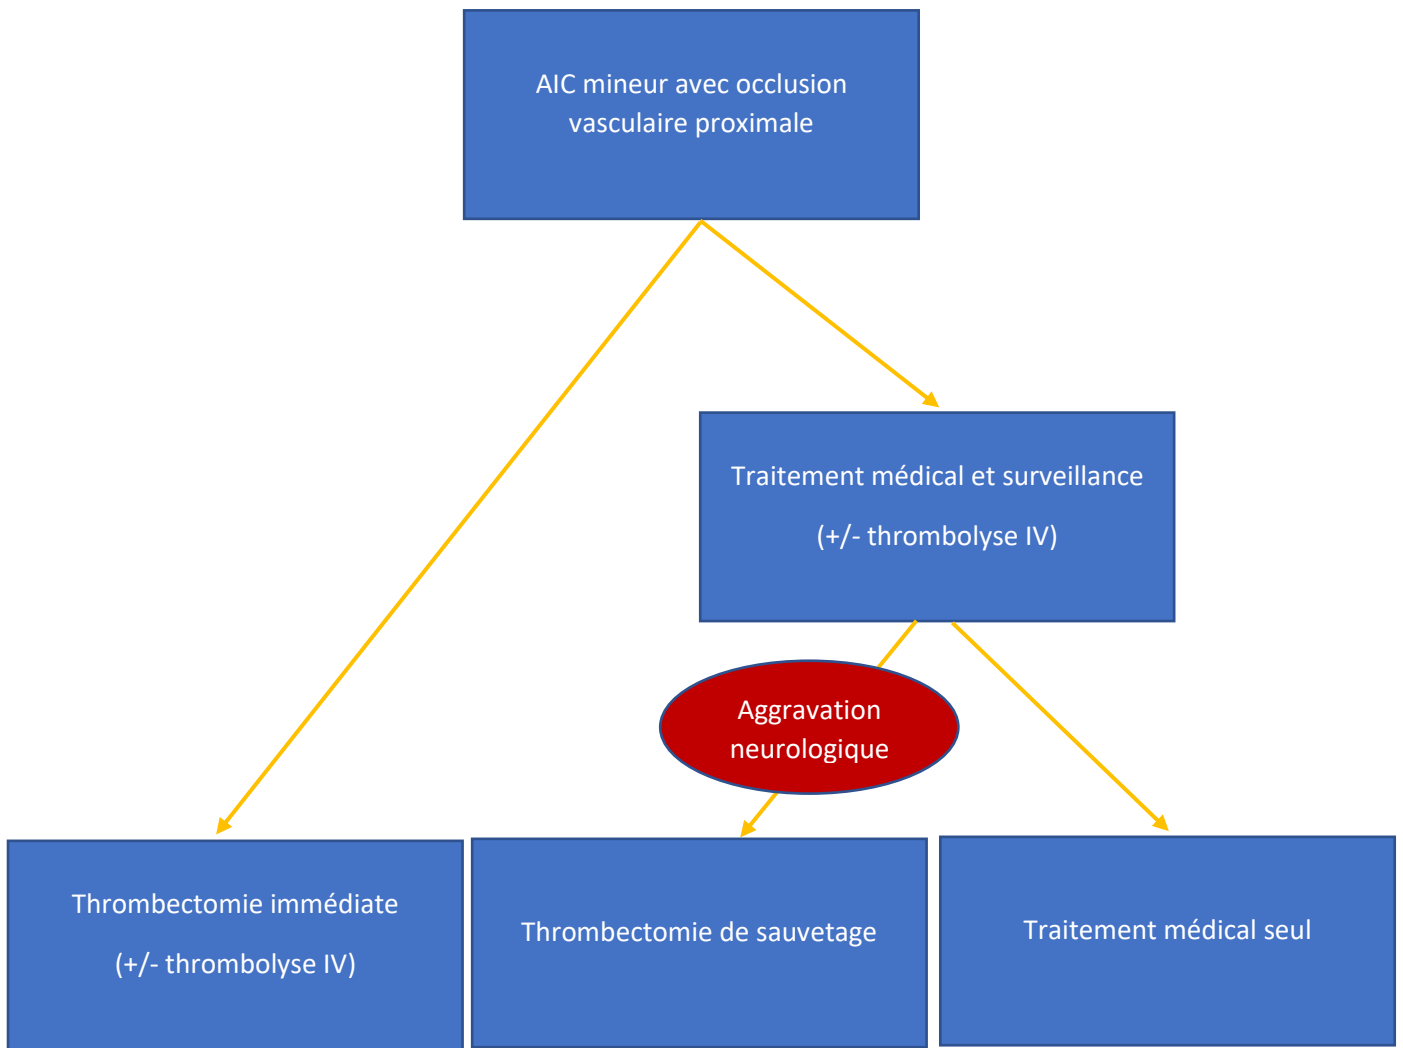 AIC mineur avec occlusion
vasculaire proximale
Traitement médical et surveillance
(+/- thrombolyse IV)
Aggravation
neurologique
Thrombectomie immédiate
(+/- thrombolyse IV)
Thrombectomie de sauvetage
Traitement médical seul